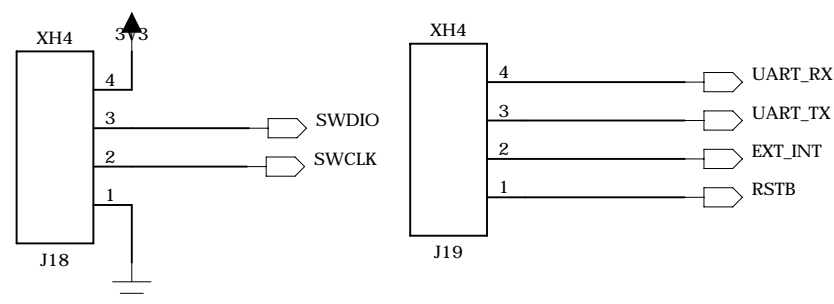 3V3
XH4
4
3
SWDIO
2
SWCLK
1
J18
XH4
4
UART_RX
3
UART_TX
2
EXT_INT
1
RSTB
J19